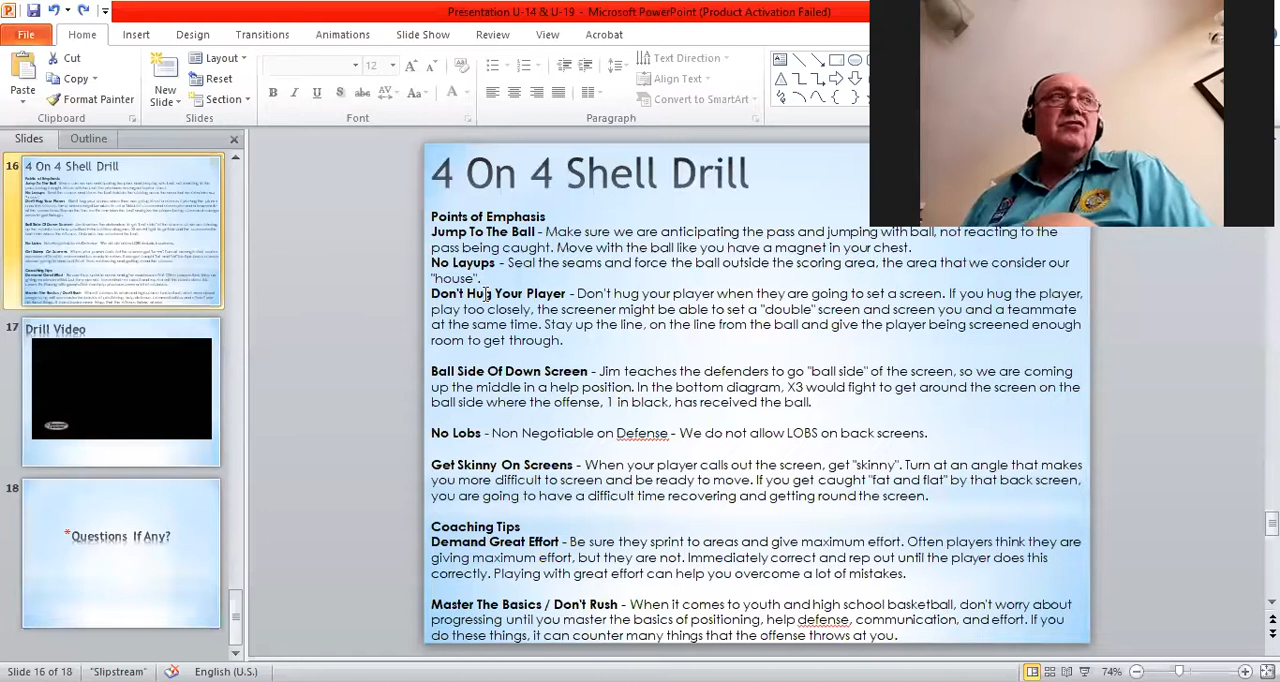 Presentation U-14 & U-19 - Microsoft PowerPoint (Product Activation Failed)
File Home Insert Design Transitions Animations Slide Show Review View Acrobat
Cut Layout 12 Text Direction
Paste Copy New Slide Reset Align Text
Format Painter Section Convert to SmartArt
Clipboard Slides Font Paragraph
Slides Outline
16
4 On 4 Shell Drill
17
Drill Video
18
*Questions If Any?
4 On 4 Shell Drill
Points of Emphasis
Jump To The Ball - Make sure we are anticipating the pass and jumping with ball, not reacting to the
pass being caught. Move with the ball like you have a magnet in your chest.
No Layups - Seal the seams and force the ball outside the scoring area, the area that we consider our
"house".
Don't Hug Your Player - Don't hug your player when they are going to set a screen. If you hug the player,
play too closely, the screener might be able to set a "double" screen and screen you and a teammate
at the same time. Stay up the line, on the line from the ball and give the player being screened enough
room to get through.
Ball Side Of Down Screen - Jim teaches the defenders to go "ball side" of the screen, so we are coming
up the middle in a help position. In the bottom diagram, X3 would fight to get around the screen on the
ball side where the offense, 1 in black, has received the ball.
No Lobs - Non Negotiable on Defense - We do not allow LOBS on back screens.
Get Skinny On Screens - When your player calls out the screen, get "skinny". Turn at an angle that makes
you more difficult to screen and be ready to move. If you get caught "fat and flat" by that back screen,
you are going to have a difficult time recovering and getting round the screen.
Coaching Tips
Demand Great Effort - Be sure they sprint to areas and give maximum effort. Often players think they are
giving maximum effort, but they are not. Immediately correct and rep out until the player does this
correctly. Playing with great effort can help you overcome a lot of mistakes.
Master The Basics / Don't Rush - When it comes to youth and high school basketball, don't worry about
progressing until you master the basics of positioning, help defense, communication, and effort. If you
do these things, it can counter many things that the offense throws at you.
Slide 16 of 18 "Slipstream" English (U.S.) 74%